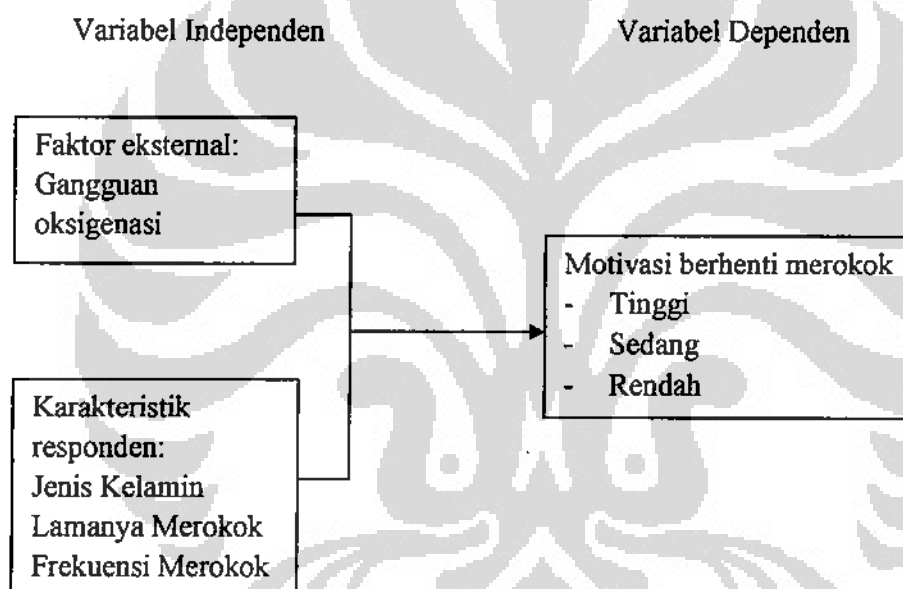 Variabel Independen
Variabel Dependen
Faktor eksternal:
Gangguan
oksigenasi
Motivasi berhenti merokok
- Tinggi
- Sedang
- Rendah
Karakteristik
responden:
Jenis Kelamin
Lamanya Merokok
Frekuensi Merokok